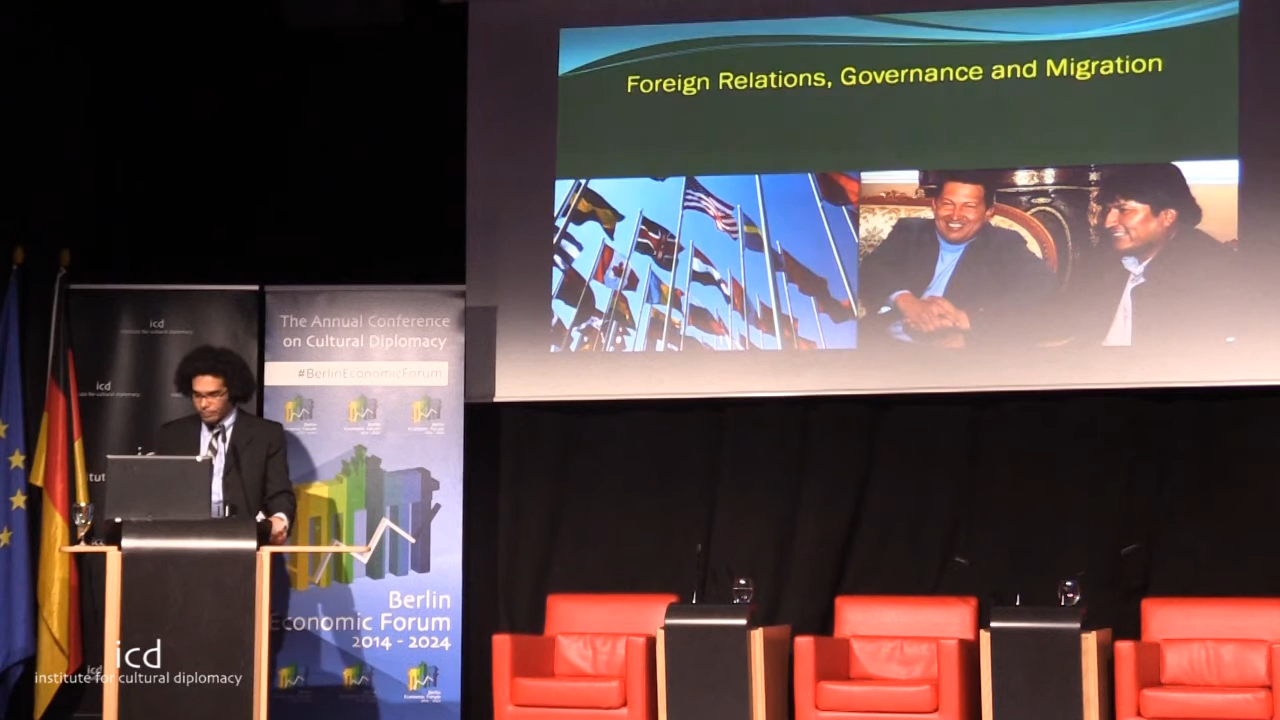 Foreign Relations, Governance and Migration
icd
icd
The Annual Conference
on Cultural Diplomacy
#BerlinEconomicForum
Berlin
Economic Forum
2014 - 2024
icd
institute for cultural diplomacy